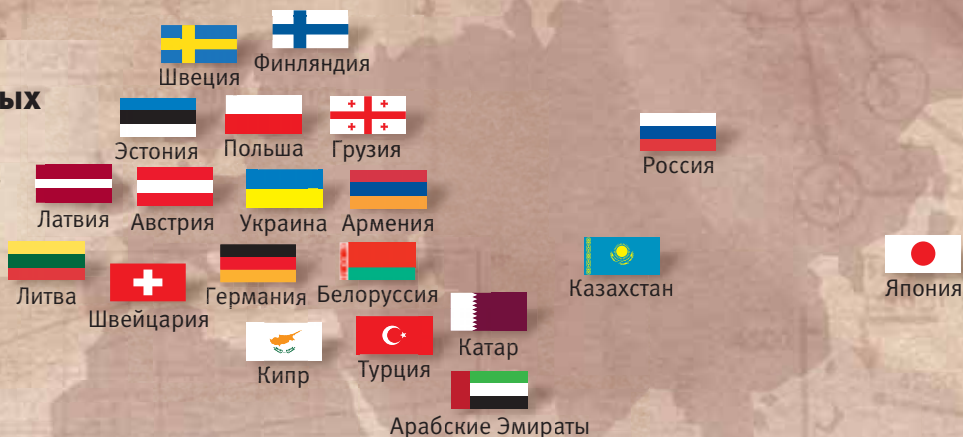 Швеция
Финляндия
ых
Эстония
Польша
Грузия
Россия
Латвия
Австрия
Украина
Армения
Литва
Швейцария
Германия
Белоруссия
Казахстан
Япония
Кипр
Турция
Катар
Арабские Эмираты